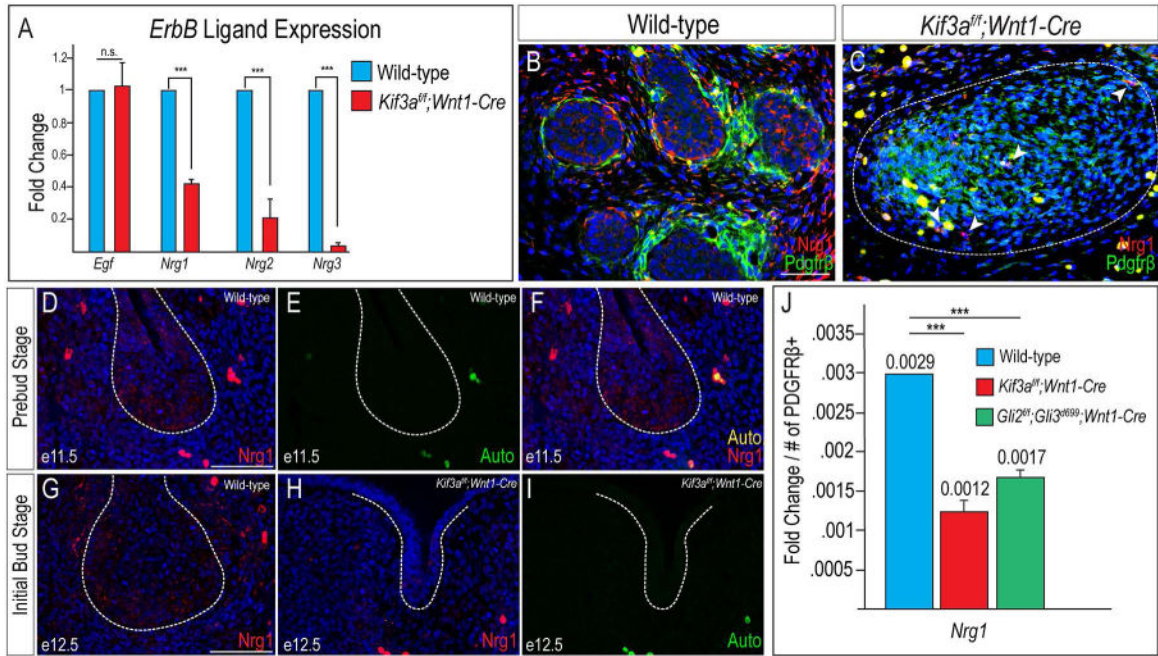 A
ErbB Ligand Expression
Fold Change
1.2
1
0.8
0.6
0.4
0.2
n.s.
***
***
***
Wild-type
Kif3af/f;Wnt1-Cre
Egf
Nrg1
Nrg2
Nrg3
Wild-type
B
Nrg1
Pdgfrβ
Kif3af/f;Wnt1-Cre
C
Nrg1
Pdgfrβ
Prebud Stage
D
Wild-type
e11.5
Nrg1
E
Wild-type
e11.5
Auto
F
Wild-type
e11.5
Auto
Nrg1
Initial Bud Stage
G
Wild-type
e12.5
Nrg1
H
Kif3af/f;Wnt1-Cre
e12.5
Nrg1
I
Kif3af/f;Wnt1-Cre
e12.5
Auto
J
Fold Change / # of PDGFRβ+
.0035
.003
.0025
.002
.0015
.001
.0005
***
***
0.0029
0.0012
0.0017
Wild-type
Kif3af/f;Wnt1-Cre
Gli2f/f;Gli3d699;Wnt1-Cre
Nrg1